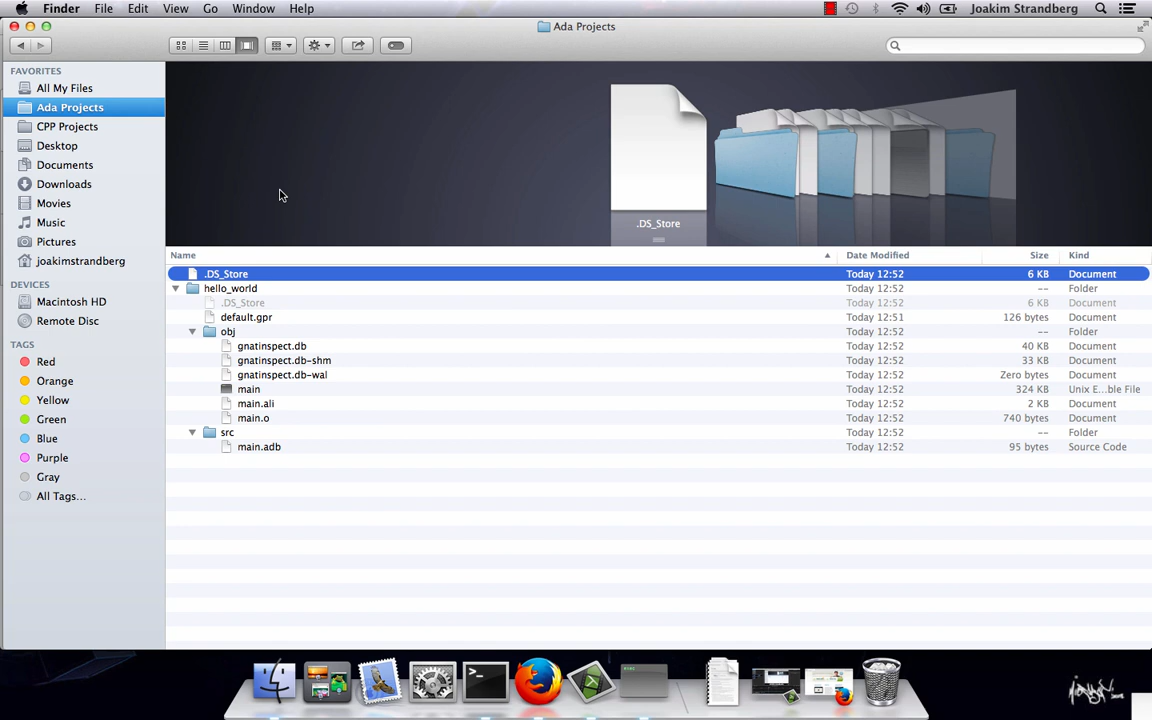 Finder File Edit View Go Window Help Joakim Strandberg
Ada Projects
FAVORITES
All My Files
Ada Projects
CPP Projects
Desktop
Documents
Downloads
Movies
Music
Pictures
joakimstrandberg
DEVICES
Macintosh HD
Remote Disc
TAGS
Red
Orange
Yellow
Green
Blue
Purple
Gray
All Tags...
.DS_Store
Name Date Modified Size Kind
.DS_Store Today 12:52 6 KB Document
hello_world Today 12:52 -- Folder
.DS_Store Today 12:52 6 KB Document
default.gpr Today 12:51 126 bytes Document
obj Today 12:52 -- Folder
gnatinspect.db Today 12:52 40 KB Document
gnatinspect.db-shm Today 12:52 33 KB Document
gnatinspect.db-wal Today 12:52 Zero bytes Document
main Today 12:52 324 KB Unix E...ble File
main.ali Today 12:52 2 KB Document
main.o Today 12:52 740 bytes Document
src Today 12:52 -- Folder
main.adb Today 12:52 95 bytes Source Code